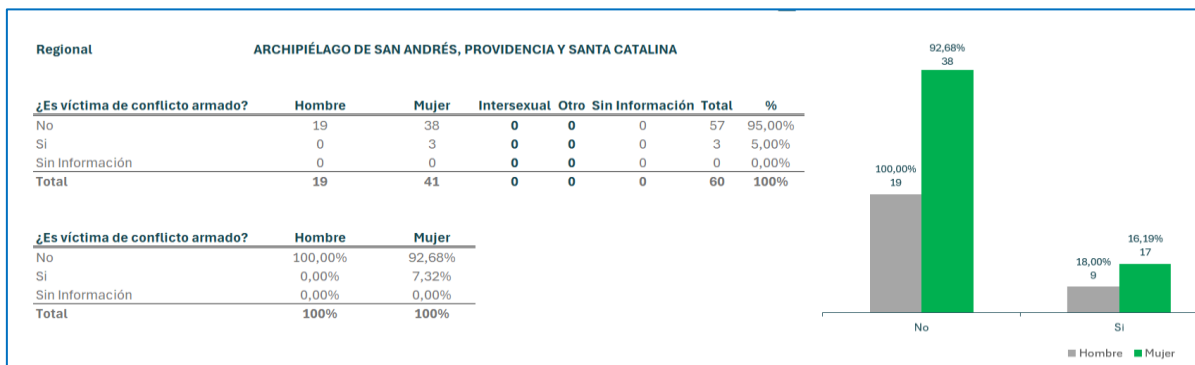 Regional ARCHIPIÉLAGO DE SAN ANDRÉS, PROVIDENCIA Y SANTA CATALINA
¿Es víctima de conflicto armado? Hombre Mujer Intersexual Otro Sin Información Total %
No 19 38 0 0 0 57 95,00%
Si 0 3 0 0 0 3 5,00%
Sin Información 0 0 0 0 0 0 0,00%
Total 19 41 0 0 0 60 100%
¿Es víctima de conflicto armado? Hombre Mujer
No 100,00% 92,68%
Si 0,00% 7,32%
Sin Información 0,00% 0,00%
Total 100% 100%
92,68%
38
100,00%
19
16,19%
17
18,00%
9
No Si
Hombre Mujer